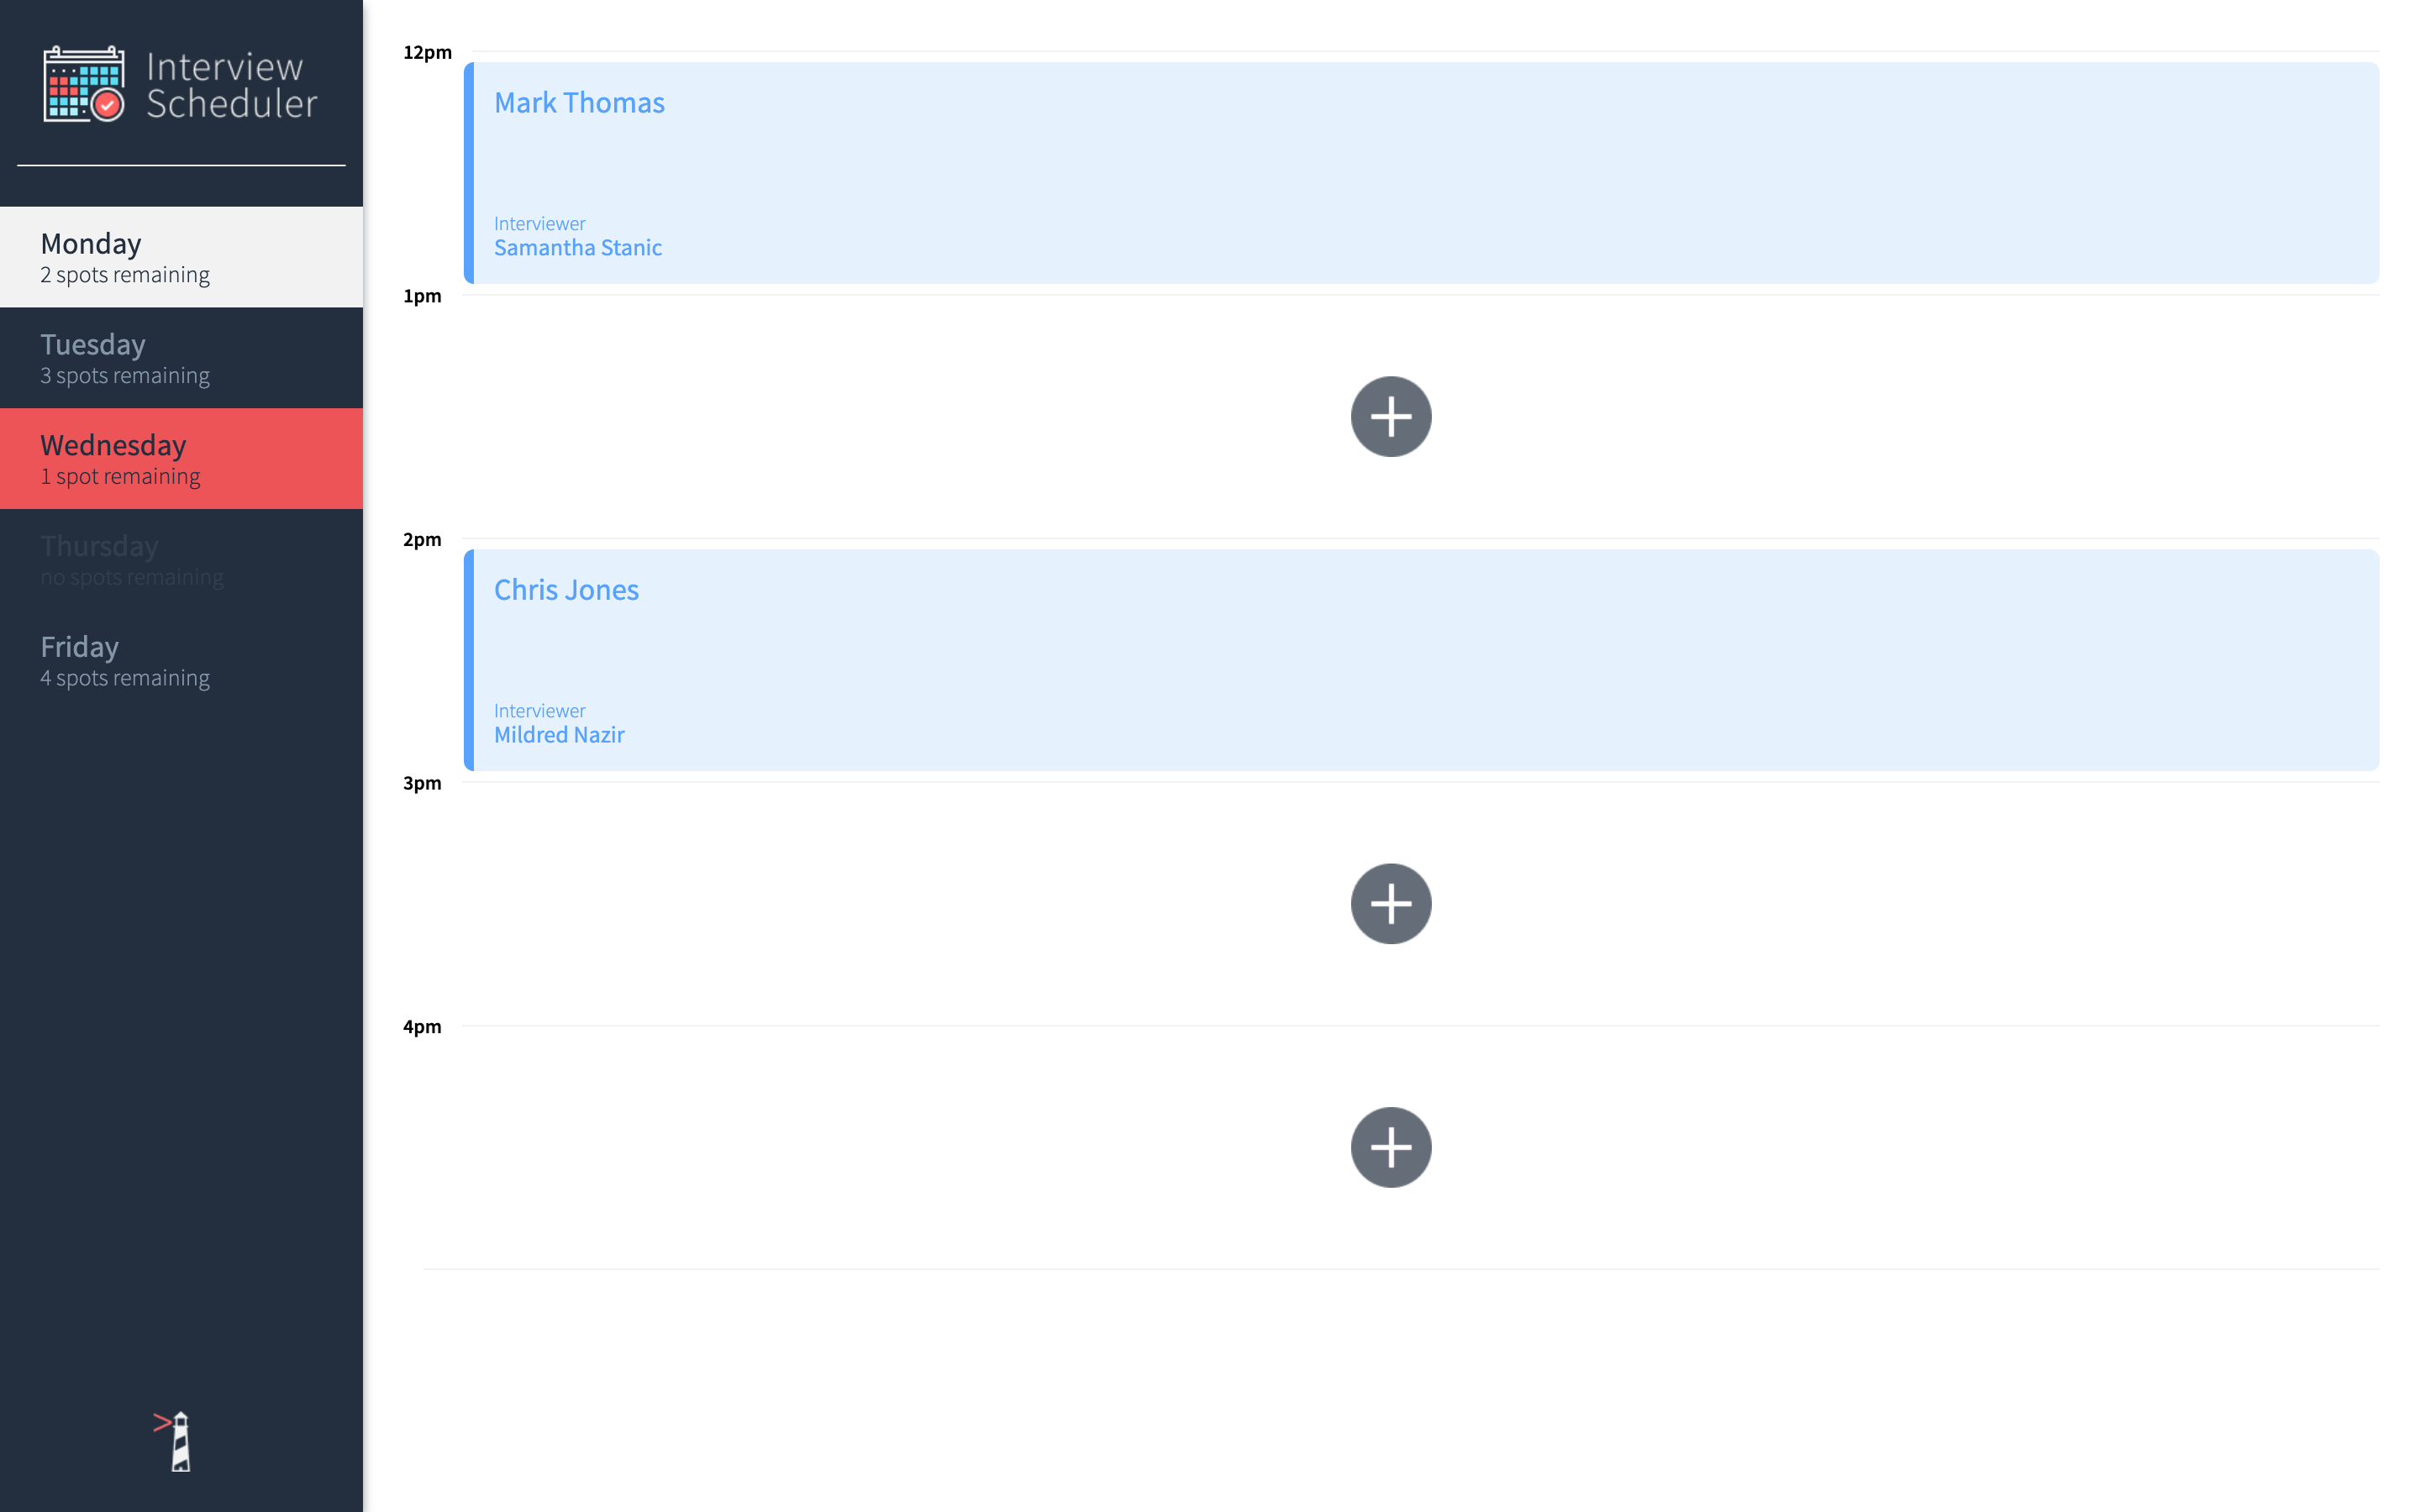 Interview
Scheduler
Monday
2 spots remaining
Tuesday
3 spots remaining
Wednesday
1 spot remaining
Thursday
no spots remaining
Friday
4 spots remaining
12pm
Mark Thomas
Interviewer
Samantha Stanic
1pm
2pm
Chris Jones
Interviewer
Mildred Nazir
3pm
4pm